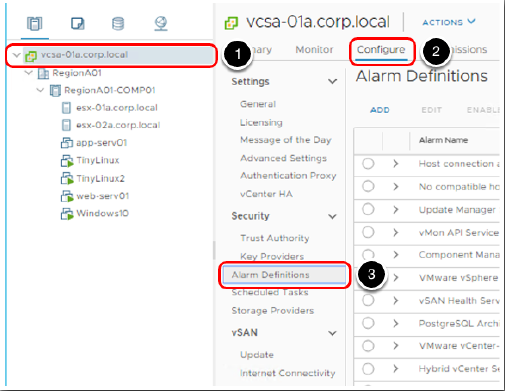 vcsa-01a.corp.local
RegionA01
RegionA01-COMP01
esx-01a.corp.local
esx-02a.corp.local
app-serv01
TinyLinux
TinyLinux2
web-serv01
Windows10
1
vcsa-01a.corp.local
ACTIONS
mary
Monitor
Configure
2
issions
Settings
General
Licensing
Message of the Day
Advanced Settings
Authentication Proxy
vCenter HA
Security
Trust Authority
Key Providers
Alarm Definitions
3
Scheduled Tasks
Storage Providers
vSAN
Update
Internet Connectivity
Alarm Definitions
ADD
EDIT
ENABL
Alarm Name
Host connection a
No compatible ho
Update Manager
vMon API Service
Component Mana
VMware vSphere
vSAN Health Serv
PostgreSQL Archi
VMware vCenter-
Hybrid vCenter Se